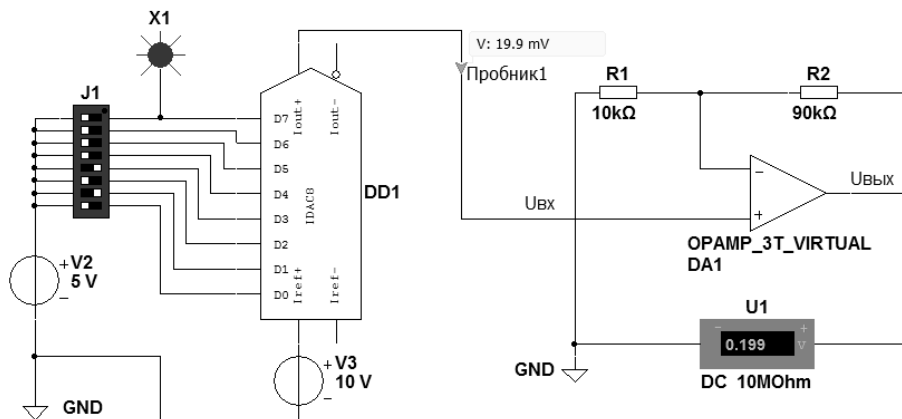 X1
V: 19.9 mV
Пробник1
J1
D7
D6
D5
D4
D3
D2
D1
D0
Iout+
Iout-
IDAC8
Iref+
Iref-
DD1
R1
10kΩ
R2
90kΩ
−
+
Uвх
Uвых
OPAMP_3T_VIRTUAL
DA1
+ V2
5 V
−
+ V3
10 V
−
GND
U1
− +
0.199 V
DC 10MOhm
GND